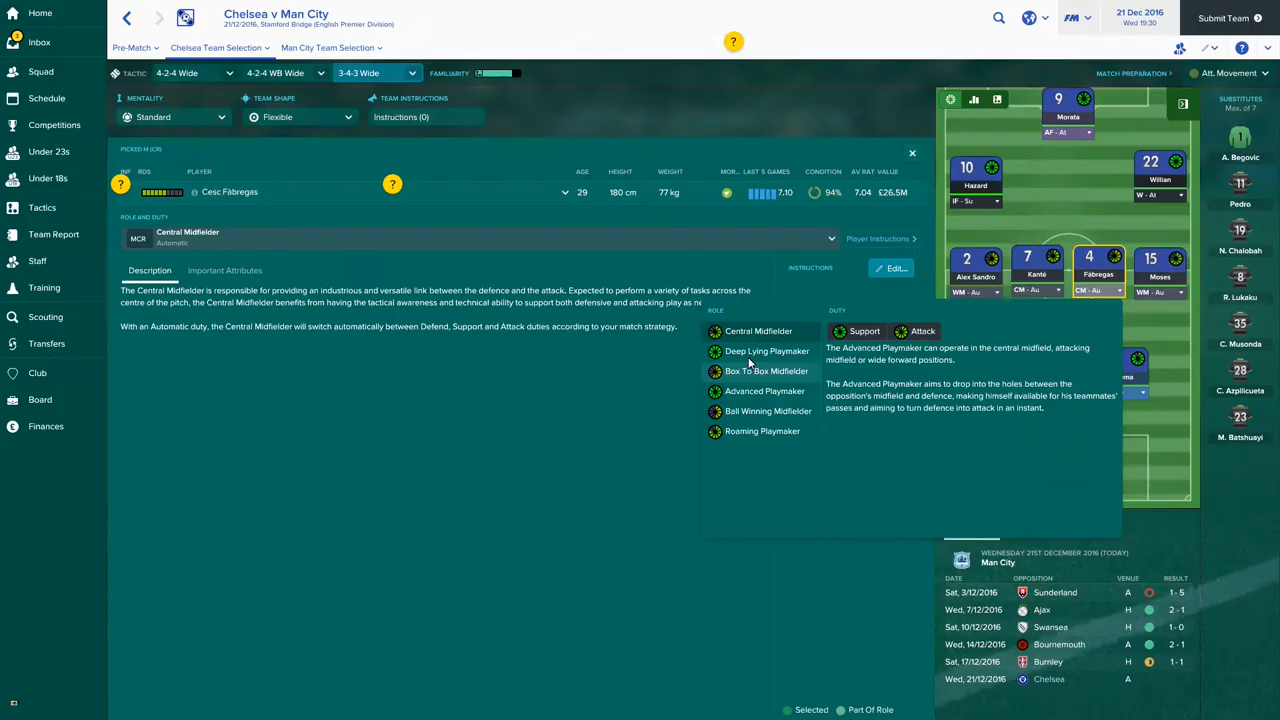 Home
3
Inbox
Squad
Schedule
Competitions
Under 23s
Under 18s
Tactics
Team Report
Staff
Training
Scouting
Transfers
Club
Board
Finances
Chelsea v Man City
21/12/2016, Stamford Bridge (English Premier Division)
FM
21 Dec 2016
Wed 19:30
Submit Team
Pre-Match
Chelsea Team Selection
Man City Team Selection
?
?
TACTIC
4-2-4 Wide
4-2-4 WB Wide
3-4-3 Wide
FAMILIARITY
MATCH PREPARATION >
Att. Movement
MENTALITY
TEAM SHAPE
TEAM INSTRUCTIONS
Standard
Flexible
Instructions (0)
PICKED M (CR)
INF RDS PLAYER AGE HEIGHT WEIGHT MOR... LAST 5 GAMES CONDITION AV RAT VALUE
? Cesc Fàbregas ? 29 180 cm 77 kg 7.10 94% 7.04 £26.5M
ROLE AND DUTY
MCR
Central Midfielder
Automatic
Player Instructions >
Description
Important Attributes
INSTRUCTIONS
Edit...
The Central Midfielder is responsible for providing an industrious and versatile link between the defence and the attack. Expected to perform a variety of tasks across the
centre of the pitch, the Central Midfielder benefits from having the tactical awareness and technical ability to support both defensive and attacking play as ne
With an Automatic duty, the Central Midfielder will switch automatically between Defend, Support and Attack duties according to your match strategy.
ROLE
Central Midfielder
Deep Lying Playmaker
Box To Box Midfielder
Advanced Playmaker
Ball Winning Midfielder
Roaming Playmaker
DUTY
Support
Attack
The Advanced Playmaker can operate in the central midfield, attacking
midfield or wide forward positions.
The Advanced Playmaker aims to drop into the holes between the
opposition's midfield and defence, making himself available for his teammates'
passes and aiming to turn defence into attack in an instant.
Selected
Part Of Role
9
Morata
AF - At
10
Hazard
IF - Su
22
Willian
W - At
2
Alex Sandro
WM - Au
7
Kanté
CM - Au
4
Fàbregas
CM - Au
15
Moses
WM - Au
ma
SUBSTITUTES
Max. of 7
1
A. Begovic
11
Pedro
19
N. Chalobah
8
R. Lukaku
35
C. Musonda
28
C. Azpilicueta
23
M. Batshuayi
WEDNESDAY 21ST DECEMBER 2016 (TODAY)
Man City
DATE OPPOSITION VENUE RESULT
Sat, 3/12/2016 Sunderland A 1 - 5
Wed, 7/12/2016 Ajax H 2 - 1
Sat, 10/12/2016 Swansea H 1 - 0
Wed, 14/12/2016 Bournemouth A 2 - 1
Sat, 17/12/2016 Burnley H 1 - 1
Wed, 21/12/2016 Chelsea A